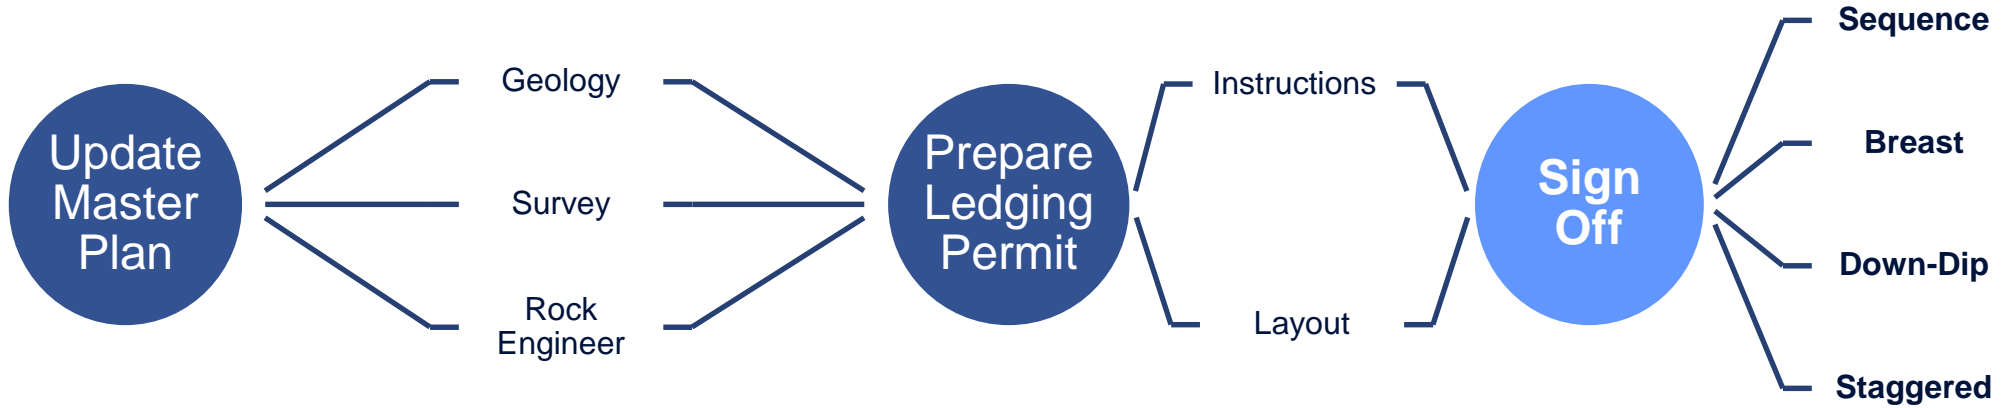 Update
Master
Plan
Geology
Survey
Rock
Engineer
Prepare
Ledging
Permit
Instructions
Layout
Sign
Off
Sequence
Breast
Down-Dip
Staggered